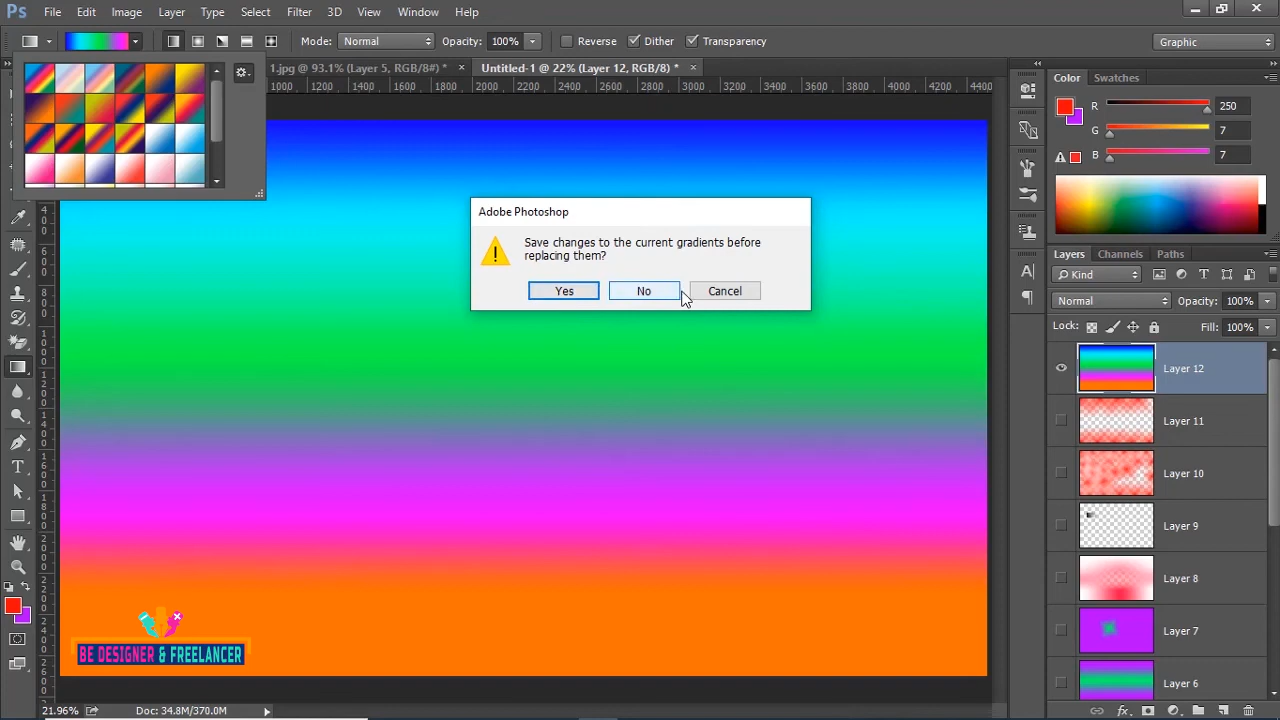 Ps File Edit Image Layer Type Select Filter 3D View Window Help
Mode: Normal Opacity: 100% Reverse Dither Transparency Graphic
1.jpg @ 93.1% (Layer 5, RGB/8#) * × Untitled-1 @ 22% (Layer 12, RGB/8) * ×
1000 1200 1400 1600 1800 2000 2200 2400 2600 2800 3000 3200 3400 3600 3800 4000 4200 4400
Color Swatches
R 250
G 7
B 7
Adobe Photoshop
Save changes to the current gradients before
replacing them?
Yes No Cancel
Layers Channels Paths
Kind
Normal Opacity: 100%
Lock: Fill: 100%
Layer 12
Layer 11
Layer 10
Layer 9
Layer 8
Layer 7
Layer 6
BE DESIGNER & FREELANCER
21.96% Doc: 34.8M/370.0M